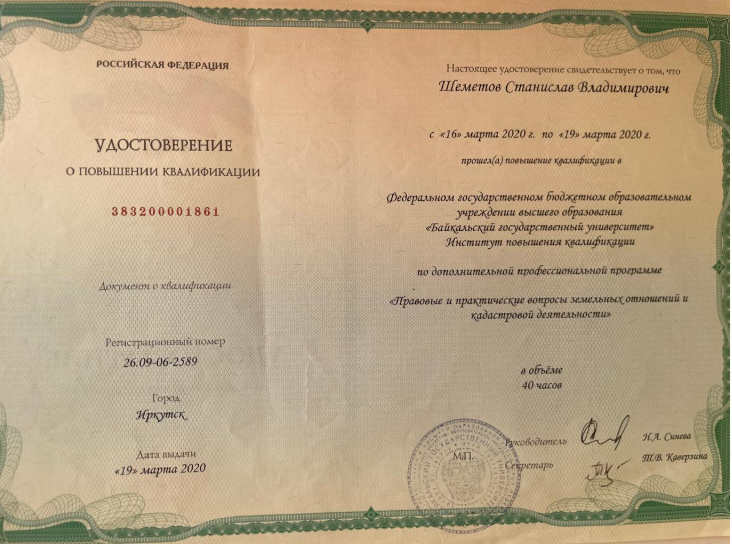 РОССИЙСКАЯ ФЕДЕРАЦИЯ
УДОСТОВЕРЕНИЕ
О ПОВЫШЕНИИ КВАЛИФИКАЦИИ
383200001861
Документ о квалификации
Регистрационный номер
26.09-06-2589
Город
Иркутск
Дата выдачи
«19» марта 2020
Настоящее удостоверение свидетельствует о том, что
Шеметов Станислав Владимирович
с «16» марта 2020 г. по «19» марта 2020 г.
прошел(а) повышение квалификации в
Федеральном государственном бюджетном образовательном
учреждении высшего образования
«Байкальский государственный университет»
Институт повышения квалификации
по дополнительной профессиональной программе
«Правовые и практические вопросы земельных отношений и
кадастровой деятельности»
в объёме
40 часов
Руководитель Н.А. Синева
М.П.
Секретарь Т.В. Каверзина